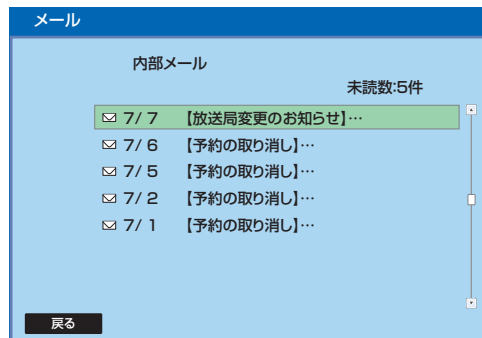 メール
内部メール
未読数:5件
7/ 7 【放送局変更のお知らせ】…
7/ 6 【予約の取り消し】…
7/ 5 【予約の取り消し】…
7/ 2 【予約の取り消し】…
7/ 1 【予約の取り消し】…
戻る